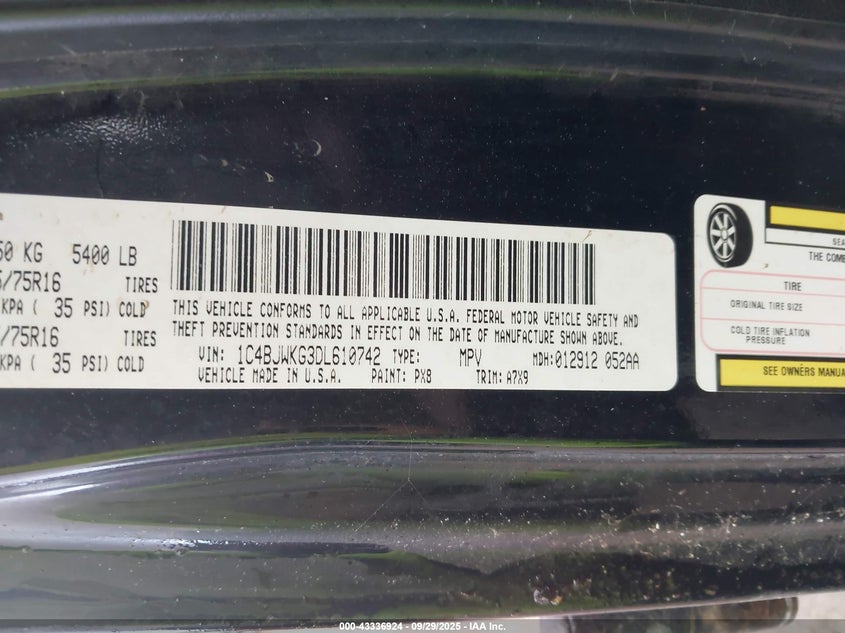 50 KG 5400 LB
/75R16 TIRES
KPA ( 35 PSI) COLD
/75R16 TIRES
KPA ( 35 PSI) COLD
THIS VEHICLE CONFORMS TO ALL APPLICABLE U.S.A. FEDERAL MOTOR VEHICLE SAFETY AND
THEFT PREVENTION STANDARDS IN EFFECT ON THE DATE OF MANUFACTURE SHOWN ABOVE.
VIN: 1C4BJWKG3DL610742 TYPE: MPV MDH:012912 052AA
VEHICLE MADE IN U.S.A. PAINT: PX8 TRIM: A7X9
SEA
THE COMB
TIRE
ORIGINAL TIRE SIZE
COLD TIRE INFLATION
PRESSURE
SEE OWNERS MANUA
000-43336924 - 09/29/2025 - IAA Inc.